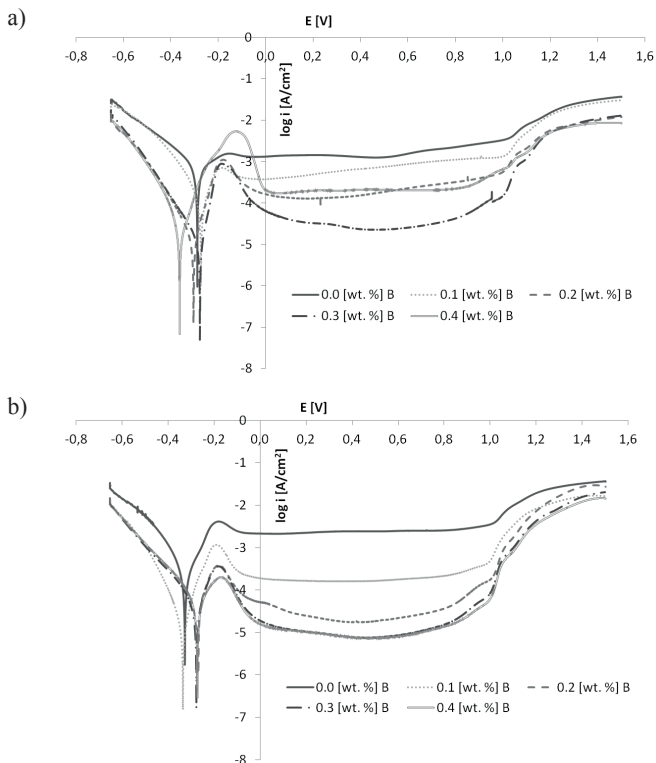 a)
E [V]
-0,8 -0,6 -0,4 -0,2 0,0 0,2 0,4 0,6 0,8 1,0 1,2 1,4 1,6
0
-1
-2
-3
-4
-5
-6
-7
-8
log i [A/cm²]
0.0 [wt. %] B 0.1 [wt. %] B 0.2 [wt. %] B
0.3 [wt. %] B 0.4 [wt. %] B
b)
E [V]
-0,8 -0,6 -0,4 -0,2 0,0 0,2 0,4 0,6 0,8 1,0 1,2 1,4 1,6
0
-1
-2
-3
-4
-5
-6
-7
-8
log i [A/cm²]
0.0 [wt. %] B 0.1 [wt. %] B 0.2 [wt. %] B
0.3 [wt. %] B 0.4 [wt. %] B